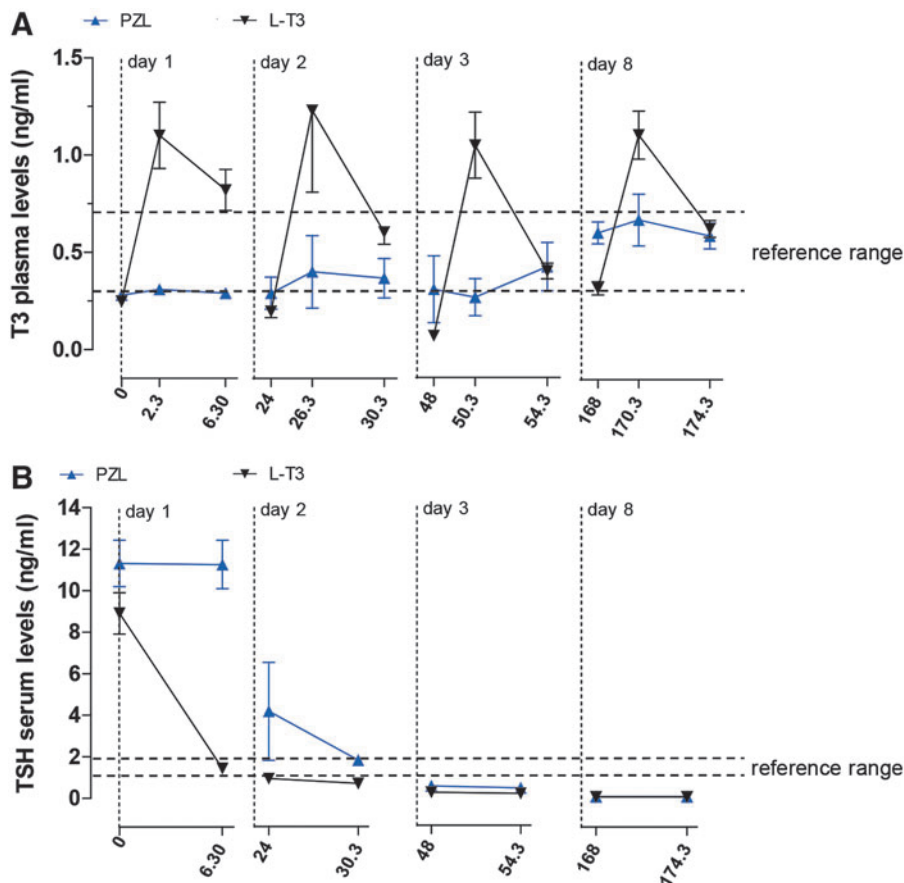 A
PZL L-T3
T3 plasma levels (ng/ml)
1.5
1.0
0.5
0.0
day 1
day 2
day 3
day 8
reference range
0 2.3 6.30 24 26.3 30.3 48 50.3 54.3 168 170.3 174.3
B
PZL L-T3
TSH serum levels (ng/ml)
14
12
10
8
6
4
2
0
day 1
day 2
day 3
day 8
reference range
0 6.30 24 30.3 48 54.3 168 174.3